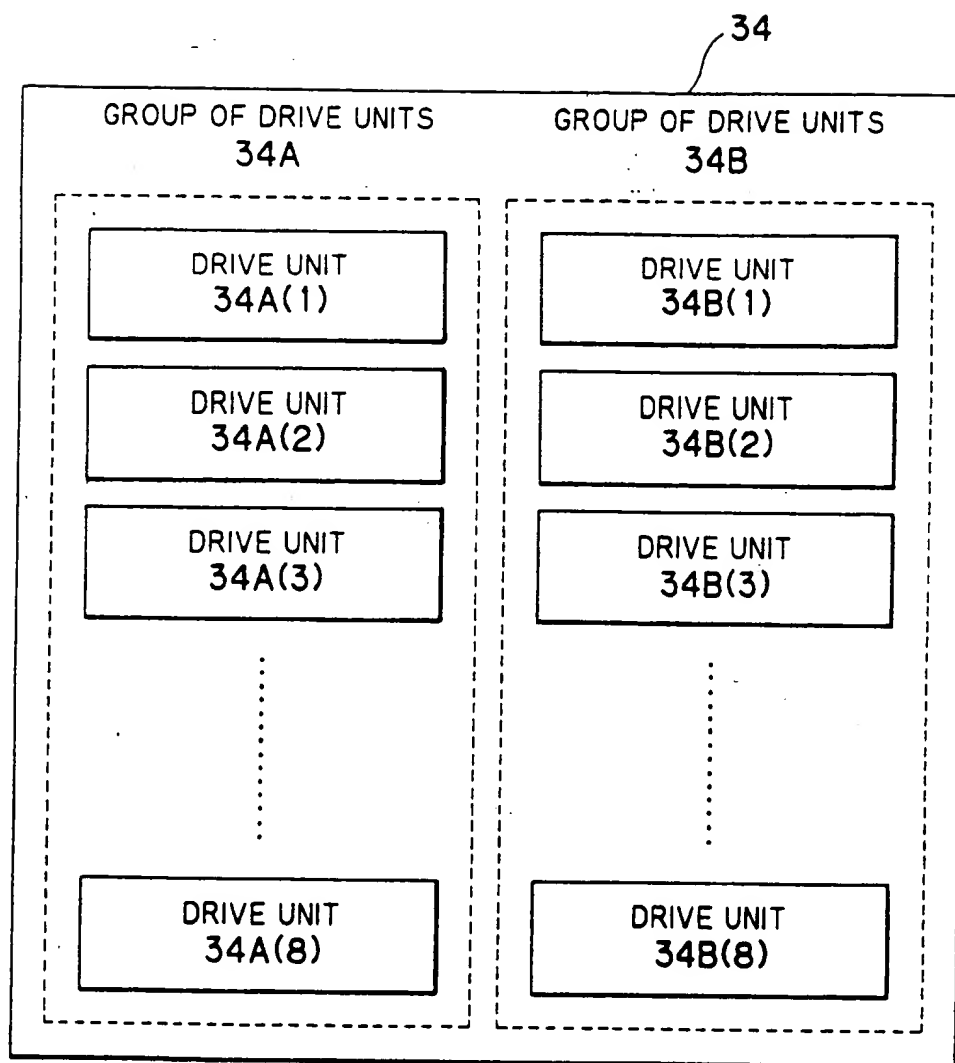 34
GROUP OF DRIVE UNITS
34A
DRIVE UNIT
34A(1)
DRIVE UNIT
34A(2)
DRIVE UNIT
34A(3)
DRIVE UNIT
34A(8)
GROUP OF DRIVE UNITS
34B
DRIVE UNIT
34B(1)
DRIVE UNIT
34B(2)
DRIVE UNIT
34B(3)
DRIVE UNIT
34B(8)